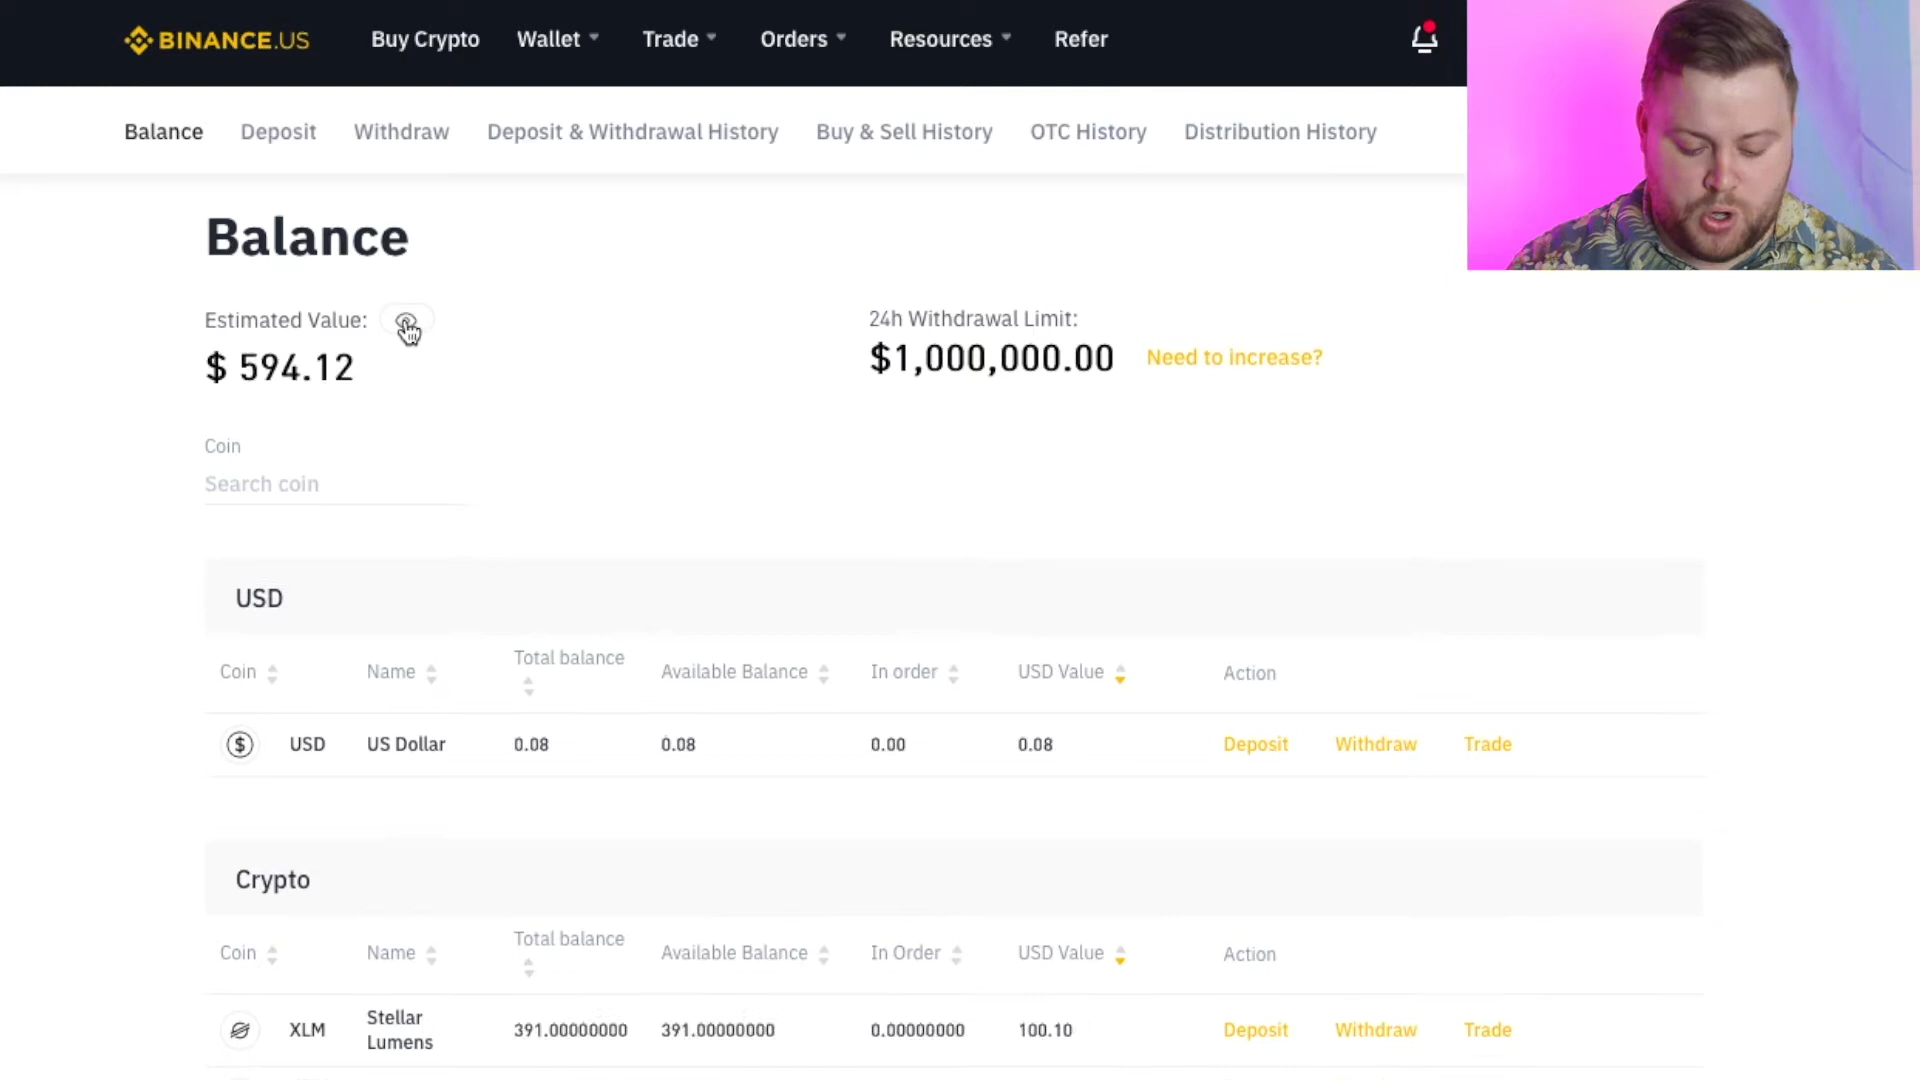 BINANCE.US Buy Crypto Wallet Trade Orders Resources Refer
Balance Deposit Withdraw Deposit & Withdrawal History Buy & Sell History OTC History Distribution History
Balance
Estimated Value: 24h Withdrawal Limit:
$ 594.12 $1,000,000.00 Need to increase?
Coin
Search coin
USD
Coin Name Total balance Available Balance In order USD Value Action
$ USD US Dollar 0.08 0.08 0.00 0.08 Deposit Withdraw Trade
Crypto
Coin Name Total balance Available Balance In Order USD Value Action
XLM Stellar Lumens 391.00000000 391.00000000 0.00000000 100.10 Deposit Withdraw Trade